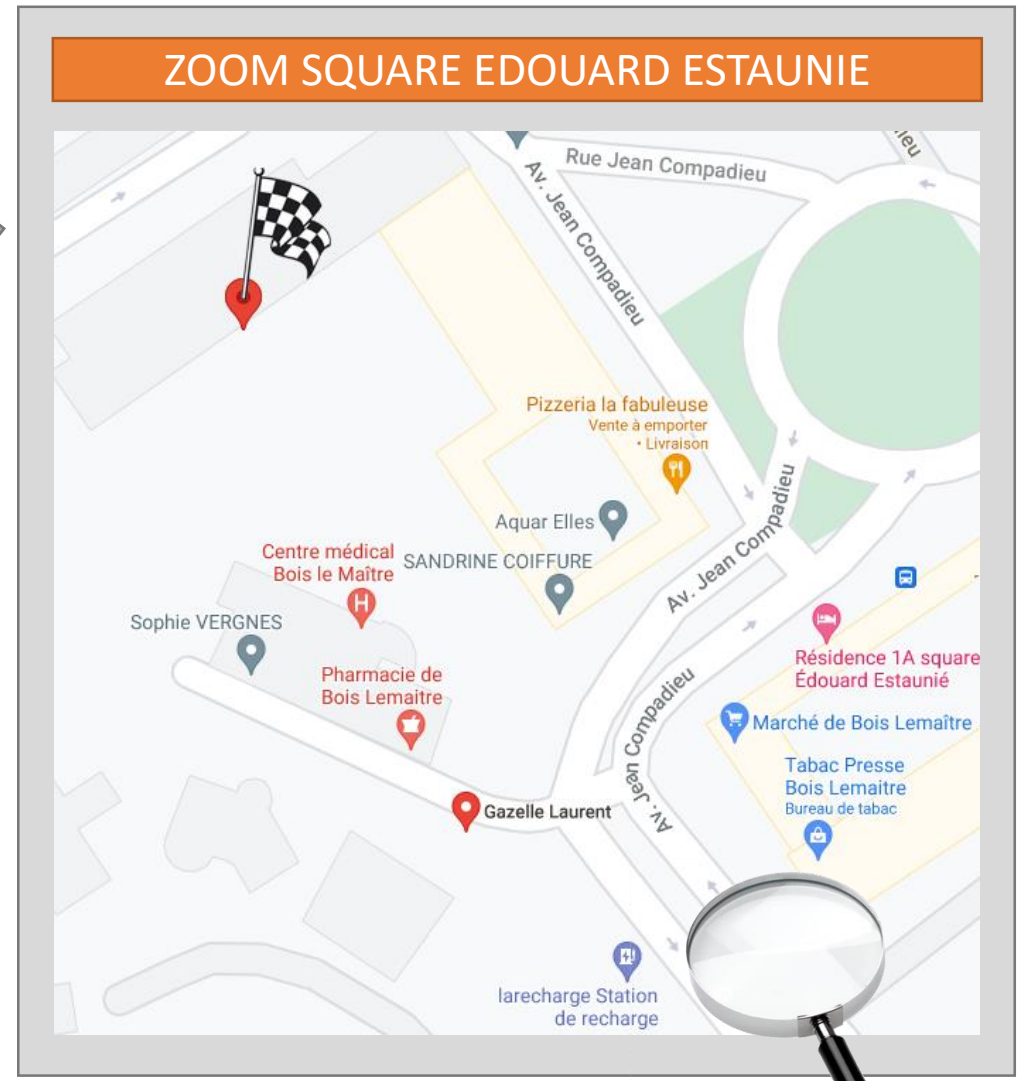 ZOOM SQUARE EDOUARD ESTAUNIE
Rue Jean Compadieu
Av. Jean Compadieu
Pizzeria la fabuleuse
Vente à emporter
• Livraison
Aquar Elles
SANDRINE COIFFURE
Centre médical
Bois le Maître
H
Av. Jean Compadieu
Sophie VERGNES
Pharmacie de
Bois Lemaitre
Résidence 1A square
Édouard Estaunié
Av. Jean Compadieu
Marché de Bois Lemaître
Tabac Presse
Bois Lemaitre
Bureau de tabac
Gazelle Laurent
Av.
larecharge Station
de recharge